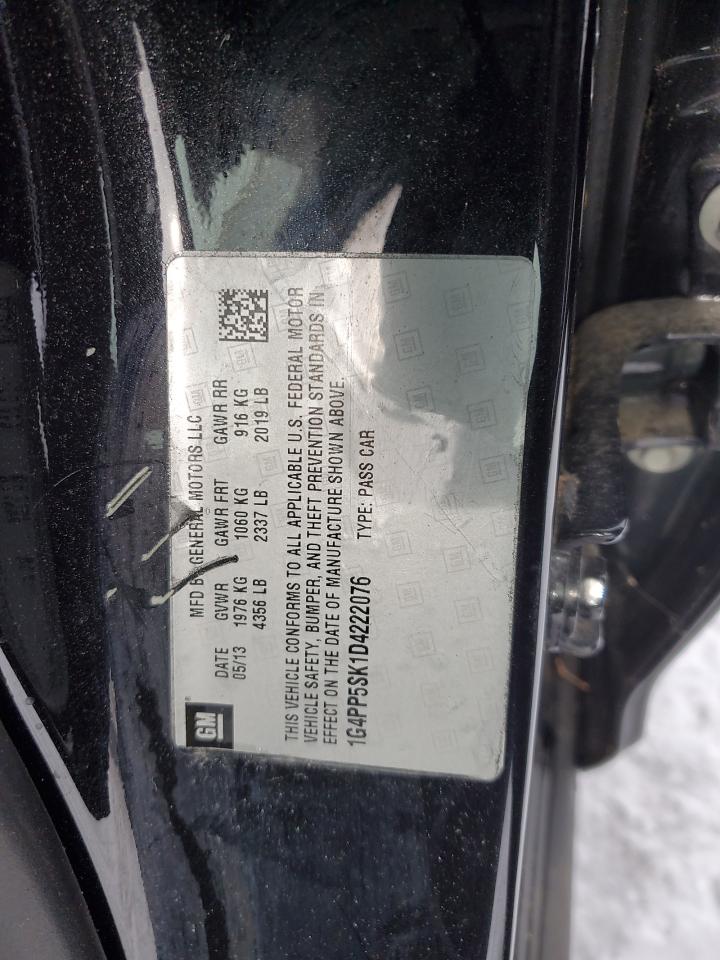 GM
MFD BY GENERAL MOTORS LLC
DATE GVWR GAWR FRT GAWR RR
05/13 1976 KG 1060 KG 916 KG
4356 LB 2337 LB 2019 LB
THIS VEHICLE CONFORMS TO ALL APPLICABLE U.S. FEDERAL MOTOR
VEHICLE SAFETY, BUMPER, AND THEFT PREVENTION STANDARDS IN
EFFECT ON THE DATE OF MANUFACTURE SHOWN ABOVE.
1G4PP5SK1D4222076 TYPE: PASS CAR